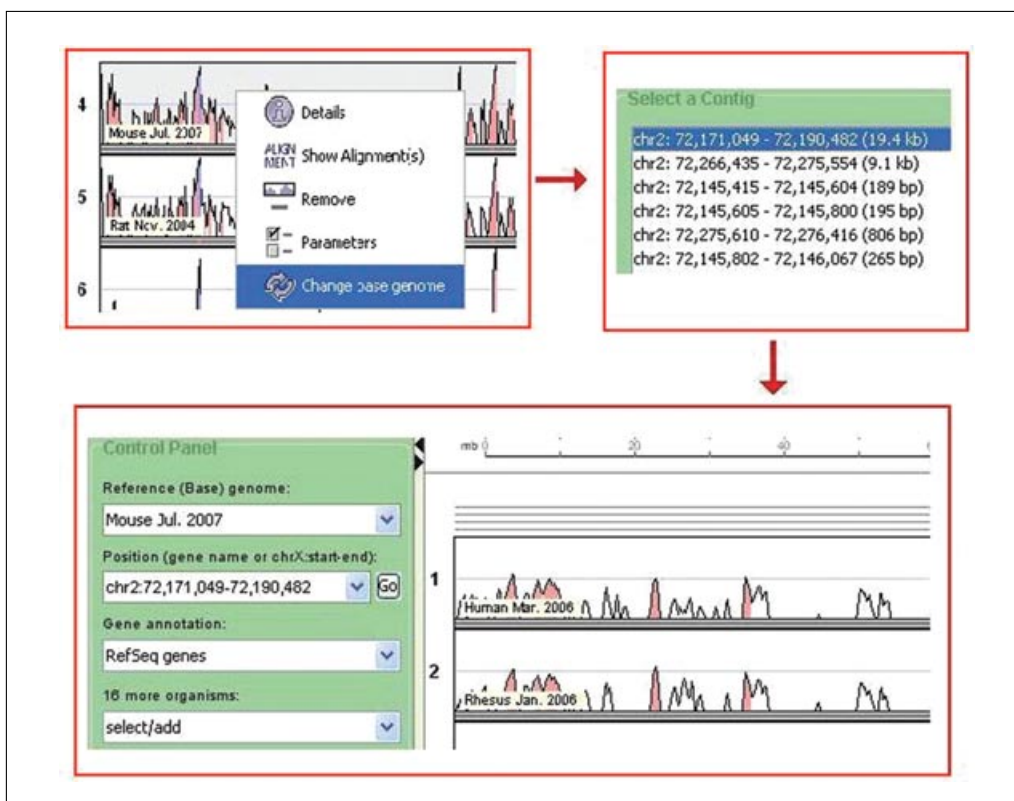 4
Mouse Jul. 2007
5
Rat Nov. 2004
6
Details
ALIGN
MENT
Show Alignment(s)
Remove
Parameters
Change base genome
Select a Contig
chr2: 72,171,049 - 72,190,482 (19.4 kb)
chr2: 72,266,435 - 72,275,554 (9.1 kb)
chr2: 72,145,415 - 72,145,604 (189 bp)
chr2: 72,145,605 - 72,145,800 (195 bp)
chr2: 72,275,610 - 72,276,416 (806 bp)
chr2: 72,145,802 - 72,146,067 (265 bp)
Control Panel
Reference (Base) genome:
Mouse Jul. 2007
Position (gene name or chrX:start-end):
chr2:72,171,049-72,190,482
Go
Gene annotation:
RefSeq genes
16 more organisms:
select/add
mb 0 20 40
1
Human Mar. 2006
2
Rhesus Jan. 2006